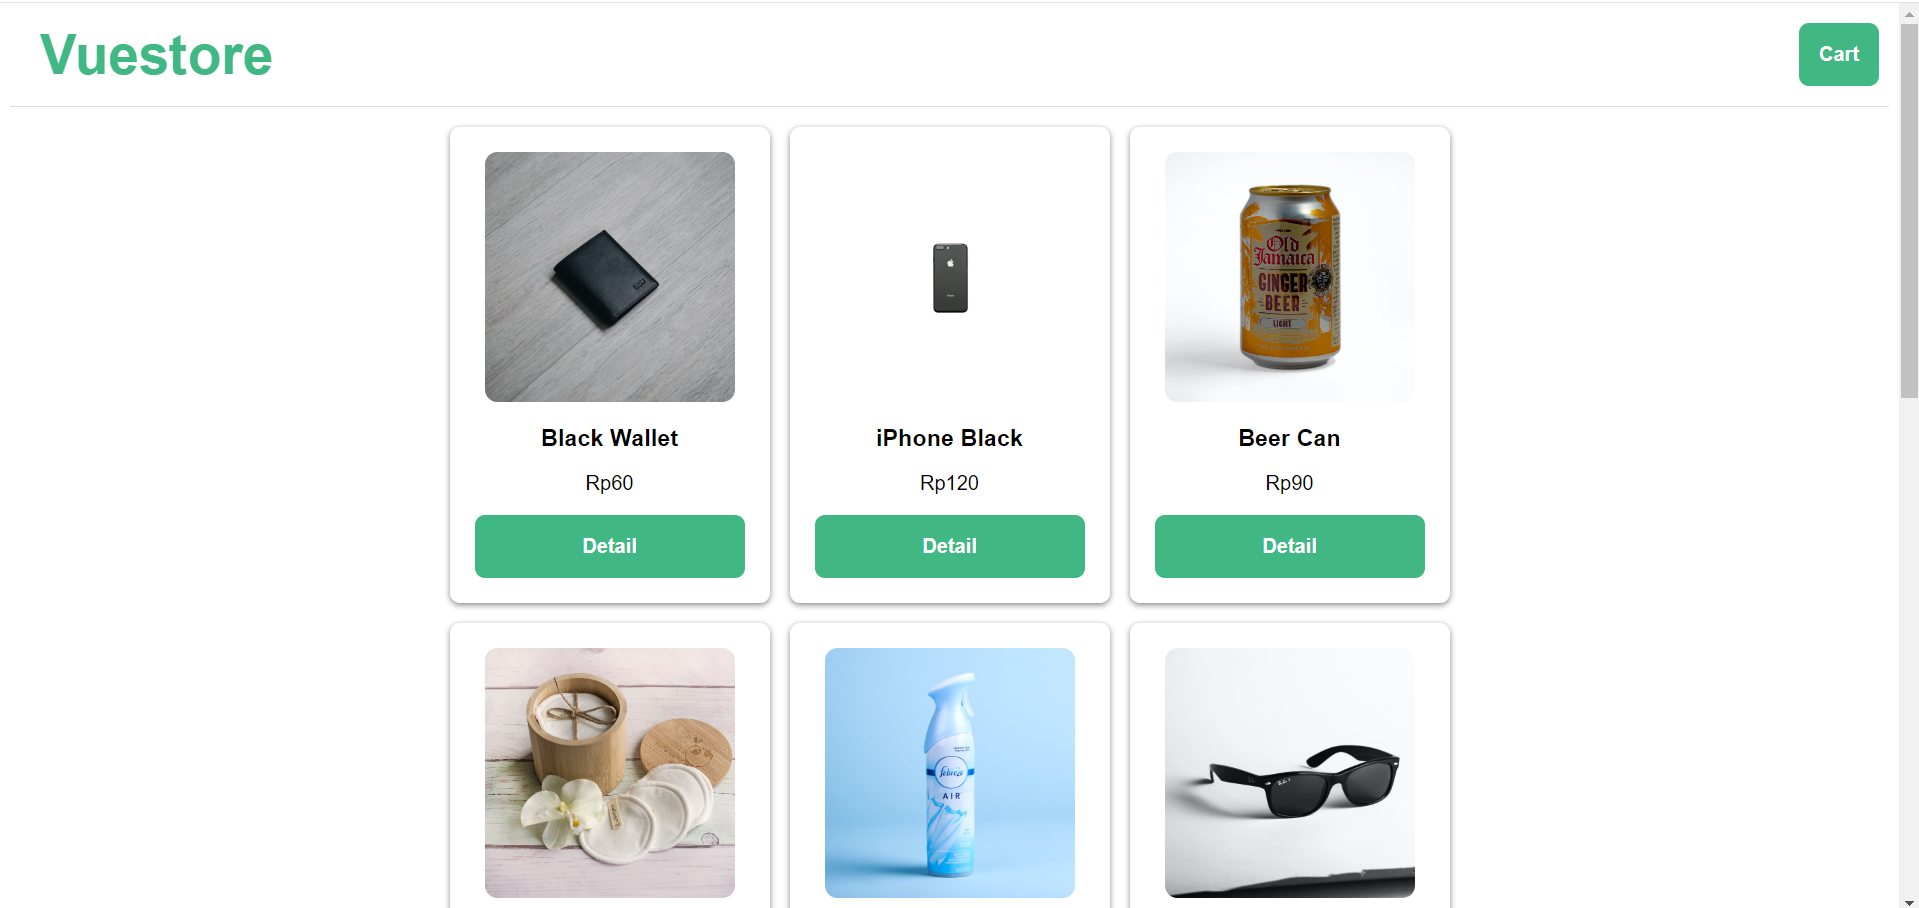 Vuestore
Cart
Old
Jamaica
GINGER
BEER
LIGHT
Black Wallet
iPhone Black
Beer Can
Rp60
Rp120
Rp90
Detail
Detail
Detail
febreze
AIR